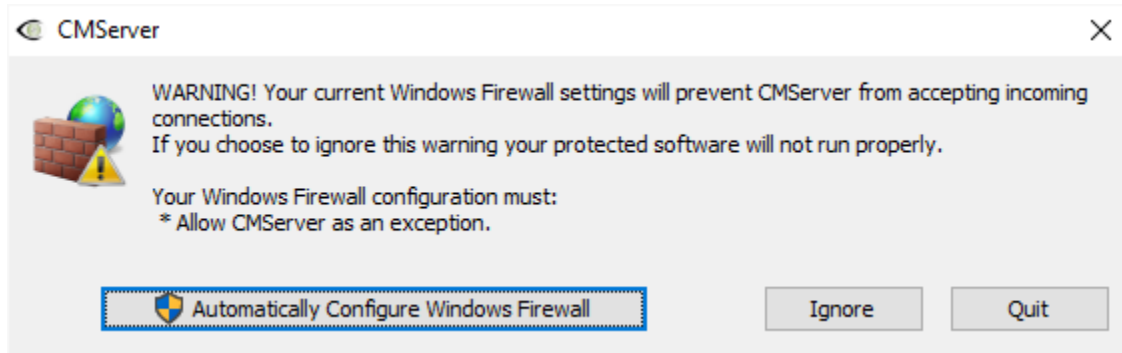 CMServer
WARNING! Your current Windows Firewall settings will prevent CMServer from accepting incoming
connections.
If you choose to ignore this warning your protected software will not run properly.
Your Windows Firewall configuration must:
* Allow CMServer as an exception.
Automatically Configure Windows Firewall
Ignore
Quit